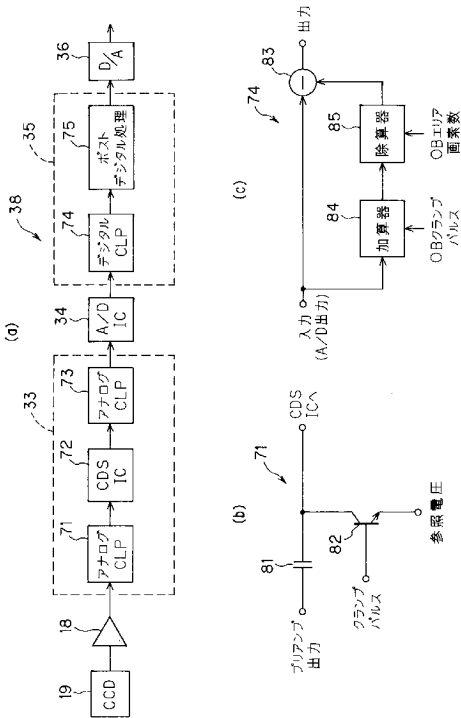 (a)
38
33
35
19
CCD
18
71
アナログ
CLP
72
CDS
IC
73
アナログ
CLP
34
A/D
IC
74
デジタル
CLP
75
ポスト
デジタル処理
36
D/A
(b)
71
プリアンプ
出力
81
CDS
ICへ
82
クランプ
パルス
参照電圧
(c)
74
入力
(A/D出力)
83
出力
84
加算器
85
除算器
OBクランプ
パルス
OBエリア
画素数